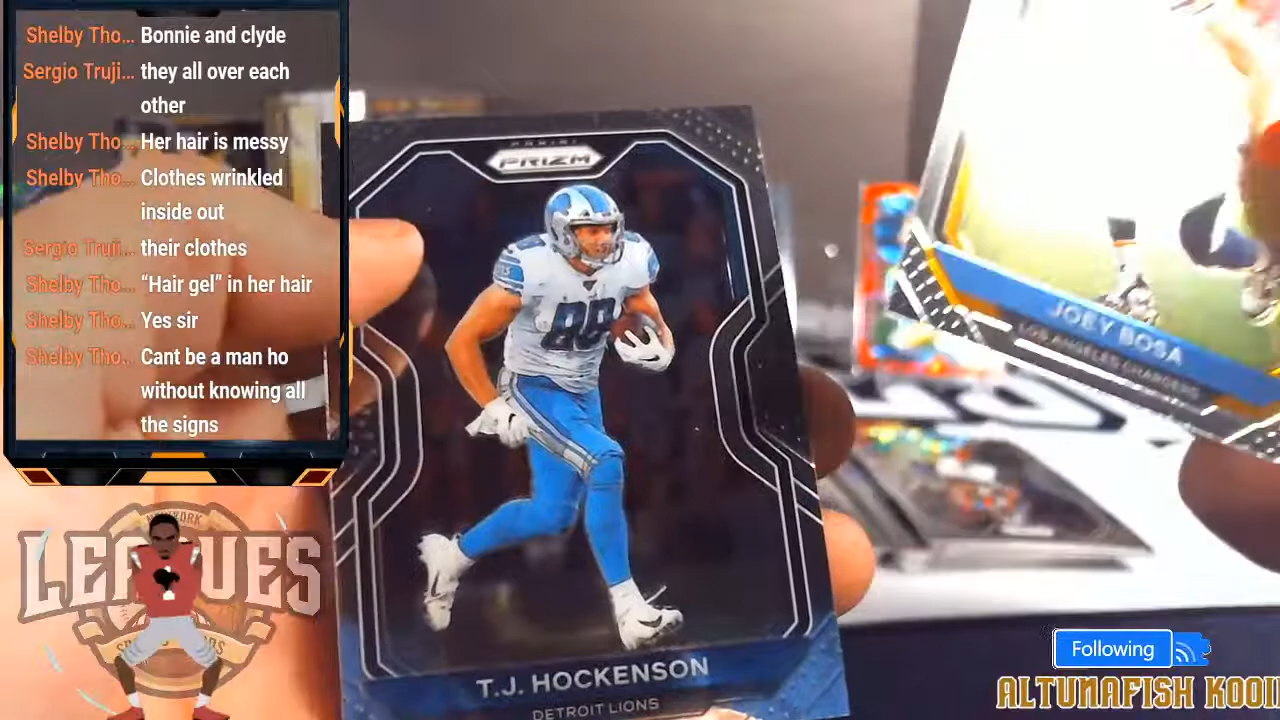 Shelby Tho... Bonnie and clyde
Sergio Truji... they all over each
other
Shelby Tho... Her hair is messy
Shelby Tho... Clothes wrinkled
inside out
Sergio Truji... their clothes
Shelby Tho... “Hair gel” in her hair
Shelby Tho... Yes sir
Shelby Tho... Cant be a man ho
without knowing all
the signs
PANINI
PRIZM
88
T.J. HOCKENSON
DETROIT LIONS
JOEY BOSA
LOS ANGELES CHARGERS
LEAGUES
Following
ALTUNAFISH KOOI